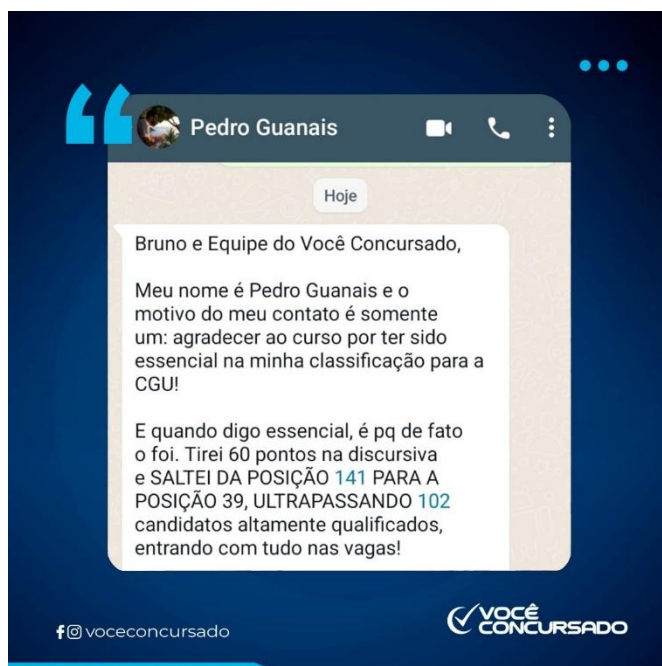 Pedro Guanais
Hoje
Bruno e Equipe do Você Concursado,
Meu nome é Pedro Guanais e o
motivo do meu contato é somente
um: agradecer ao curso por ter sido
essencial na minha classificação para a
CGU!
E quando digo essencial, é pq de fato
o foi. Tirei 60 pontos na discursiva
e SALTEI DA POSIÇÃO 141 PARA A
POSIÇÃO 39, ULTRAPASSANDO 102
candidatos altamente qualificados,
entrando com tudo nas vagas!
voceconcursado
VOCÊ
CONCURSADO